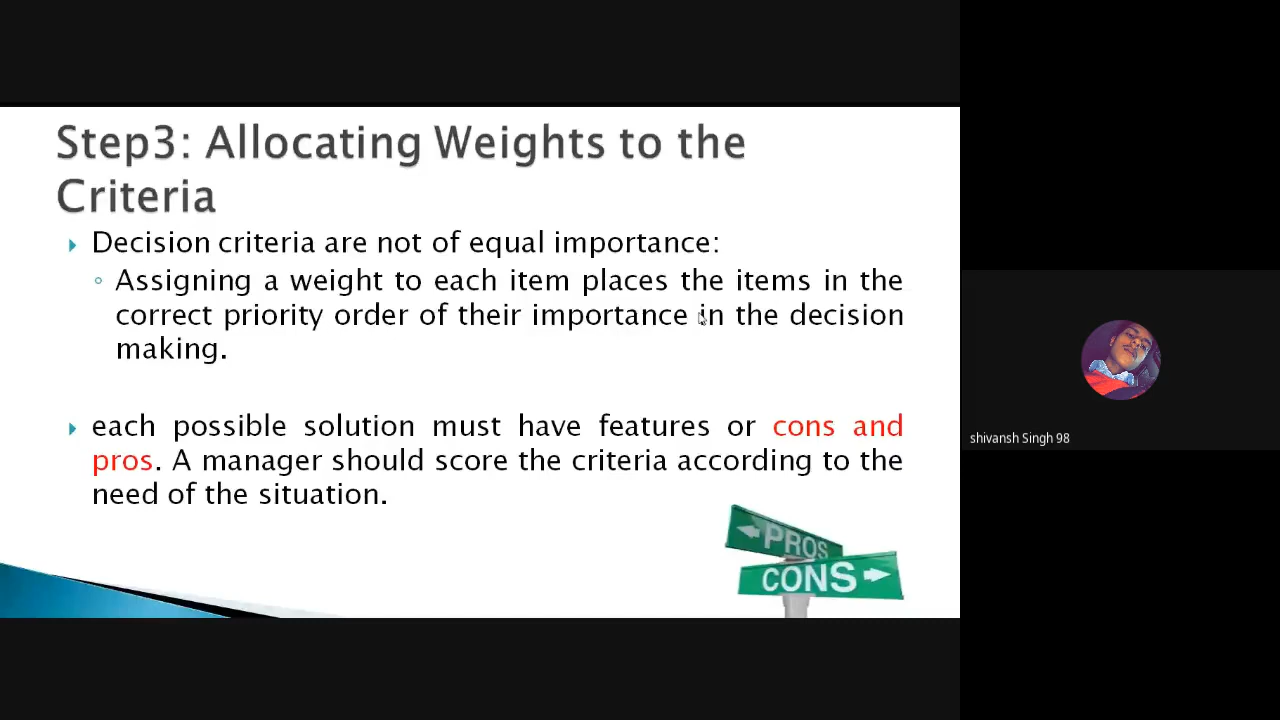 Step3: Allocating Weights to the
Criteria
Decision criteria are not of equal importance:
Assigning a weight to each item places the items in the
correct priority order of their importance in the decision
making.
each possible solution must have features or cons and
pros. A manager should score the criteria according to the
need of the situation.
PROS
CONS
shivansh Singh 98